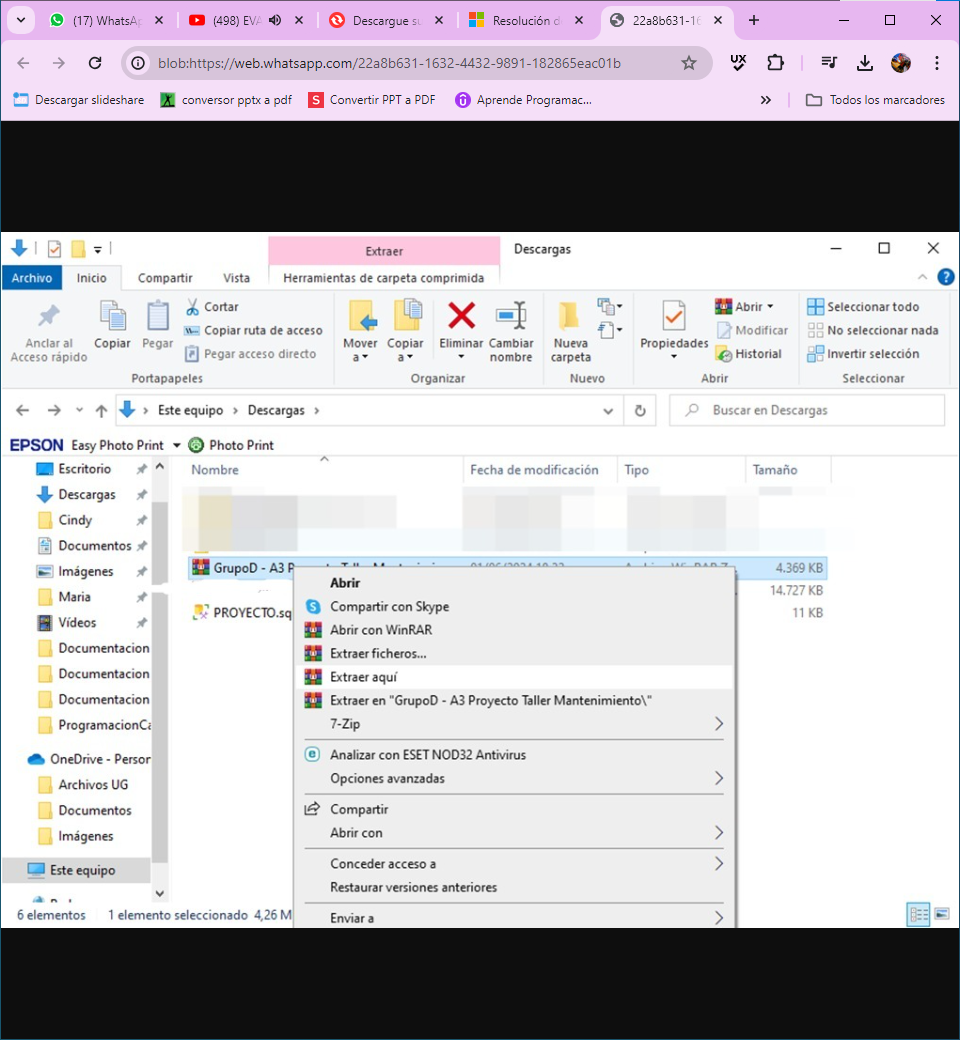 (17) WhatsAp
(498) EVA
Descargue su
Resolución d
22a8b631-16
blob:https://web.whatsapp.com/22a8b631-1632-4432-9891-182865eac01b
Descargar slideshare
conversor pptx a pdf
Convertir PPT a PDF
Aprende Programac...
Todos los marcadores
Extraer
Descargas
Archivo
Inicio
Compartir
Vista
Herramientas de carpeta comprimida
Anclar al
Acceso rápido
Copiar
Pegar
Cortar
Copiar ruta de acceso
Pegar acceso directo
Portapapeles
Mover
a
Copiar
a
Eliminar
Cambiar
nombre
Organizar
Nueva
carpeta
Nuevo
Propiedades
Abrir
Modificar
Historial
Abrir
Seleccionar todo
No seleccionar nada
Invertir selección
Seleccionar
Este equipo › Descargas ›
Buscar en Descargas
EPSON Easy Photo Print
Photo Print
Escritorio
Descargas
Cindy
Documentos
Imágenes
Maria
Vídeos
Documentacion
Documentacion
Documentacion
ProgramacionCa
OneDrive - Person
Archivos UG
Documentos
Imágenes
Este equipo
Nombre
Fecha de modificación
Tipo
Tamaño
GrupoD - A3 4.369 KB
14.727 KB
PROYECTO.sq 11 KB
Abrir
Compartir con Skype
Abrir con WinRAR
Extraer ficheros...
Extraer aquí
Extraer en "GrupoD - A3 Proyecto Taller Mantenimiento\"
7-Zip
Analizar con ESET NOD32 Antivirus
Opciones avanzadas
Compartir
Abrir con
Conceder acceso a
Restaurar versiones anteriores
Enviar a
6 elementos
1 elemento seleccionado 4,26 M